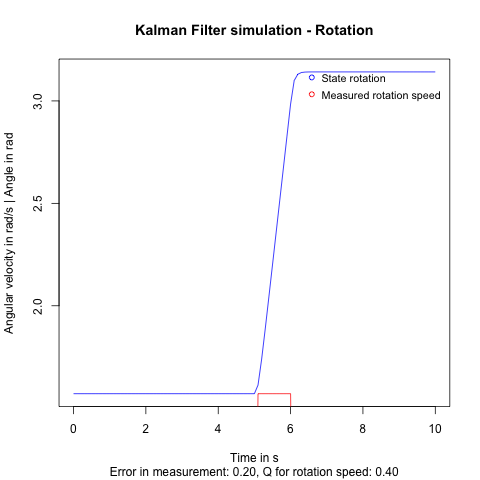 Kalman Filter simulation - Rotation
State rotation
Measured rotation speed
Angular velocity in rad/s | Angle in rad
3.0
2.5
2.0
0 2 4 6 8 10
Time in s
Error in measurement: 0.20, Q for rotation speed: 0.40